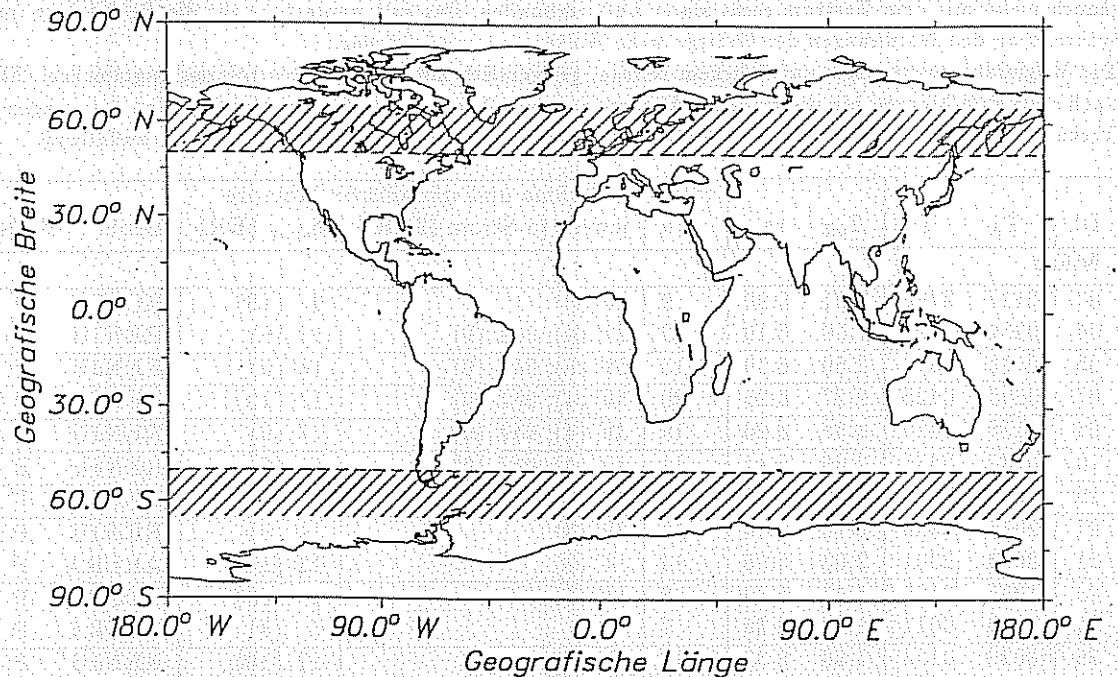 90.0° N
60.0° N
30.0° N
0.0°
30.0° S
60.0° S
90.0° S
Geografische Breite
180.0° W 90.0° W 0.0° 90.0° E 180.0° E
Geografische Länge